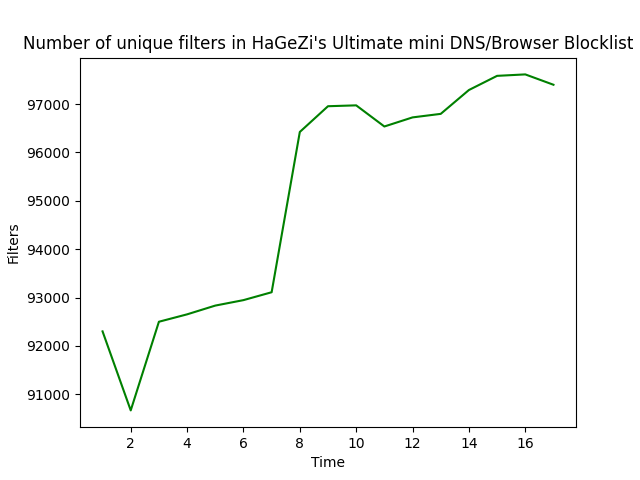 Number of unique filters in HaGeZi's Ultimate mini DNS/Browser Blocklist
97000
96000
95000
94000
93000
92000
91000
Filters
2 4 6 8 10 12 14 16
Time